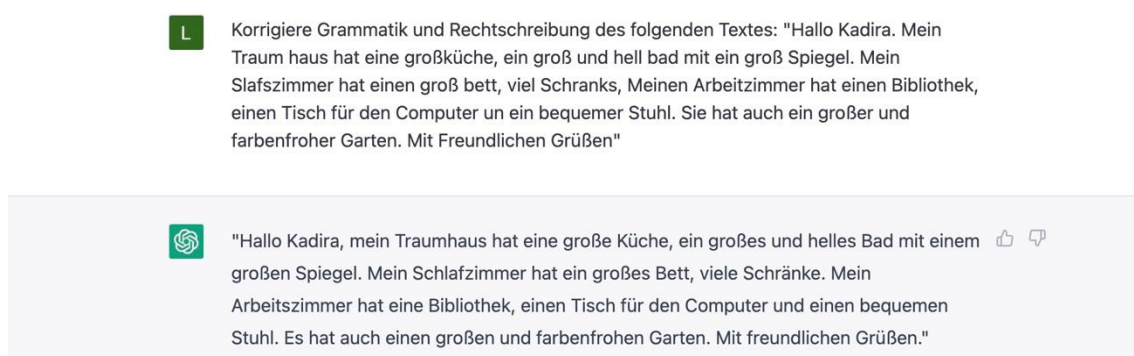 L
Korrigiere Grammatik und Rechtschreibung des folgenden Textes: "Hallo Kadira. Mein
Traum haus hat eine großküche, ein groß und hell bad mit ein groß Spiegel. Mein
Slafszimmer hat einen groß bett, viel Schranks, Meinen Arbeitzimmer hat einen Bibliothek,
einen Tisch für den Computer un ein bequemer Stuhl. Sie hat auch ein großer und
farbenfroher Garten. Mit Freundlichen Grüßen"
"Hallo Kadira, mein Traumhaus hat eine große Küche, ein großes und helles Bad mit einem
großen Spiegel. Mein Schlafzimmer hat ein großes Bett, viele Schränke. Mein
Arbeitszimmer hat eine Bibliothek, einen Tisch für den Computer und einen bequemen
Stuhl. Es hat auch einen großen und farbenfrohen Garten. Mit freundlichen Grüßen."